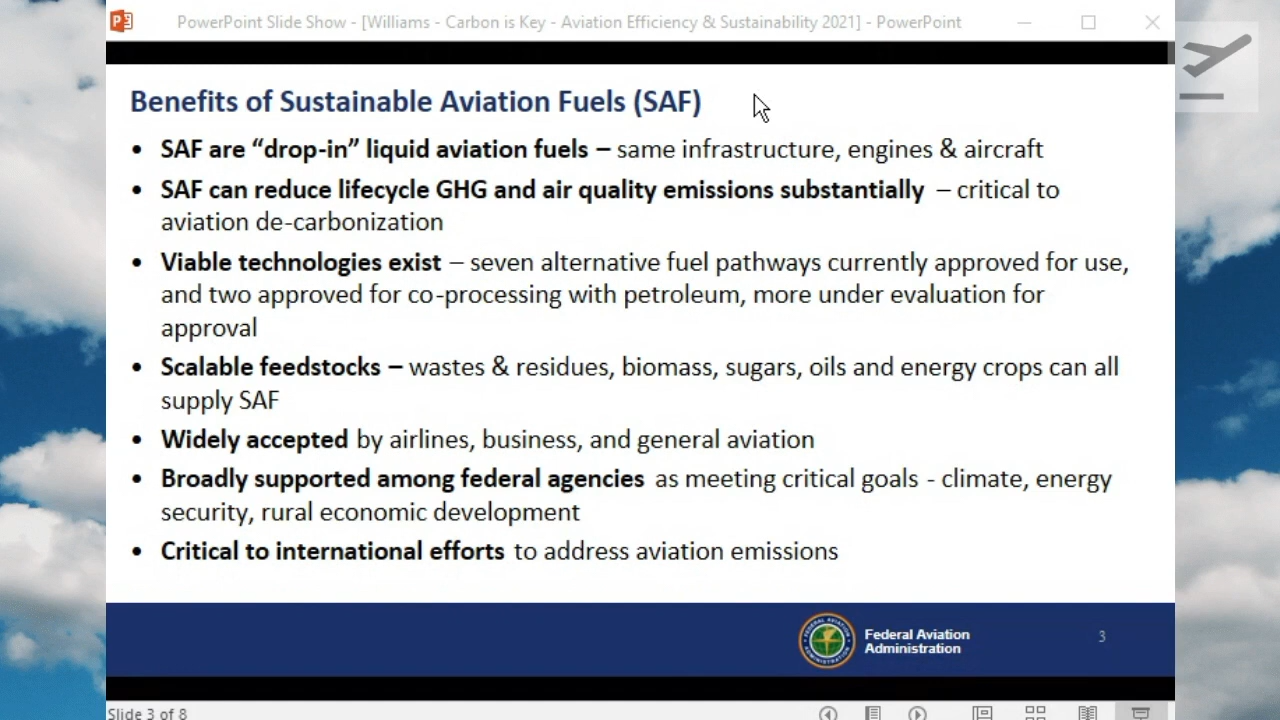 PowerPoint Slide Show - [Williams - Carbon is Key - Aviation Efficiency & Sustainability 2021] - PowerPoint
Benefits of Sustainable Aviation Fuels (SAF)
• SAF are “drop-in” liquid aviation fuels – same infrastructure, engines & aircraft
• SAF can reduce lifecycle GHG and air quality emissions substantially – critical to
aviation de-carbonization
• Viable technologies exist – seven alternative fuel pathways currently approved for use,
and two approved for co-processing with petroleum, more under evaluation for
approval
• Scalable feedstocks – wastes & residues, biomass, sugars, oils and energy crops can all
supply SAF
• Widely accepted by airlines, business, and general aviation
• Broadly supported among federal agencies as meeting critical goals - climate, energy
security, rural economic development
• Critical to international efforts to address aviation emissions
FEDERAL AVIATION
ADMINISTRATION
Federal Aviation
Administration
3
Slide 3 of 8